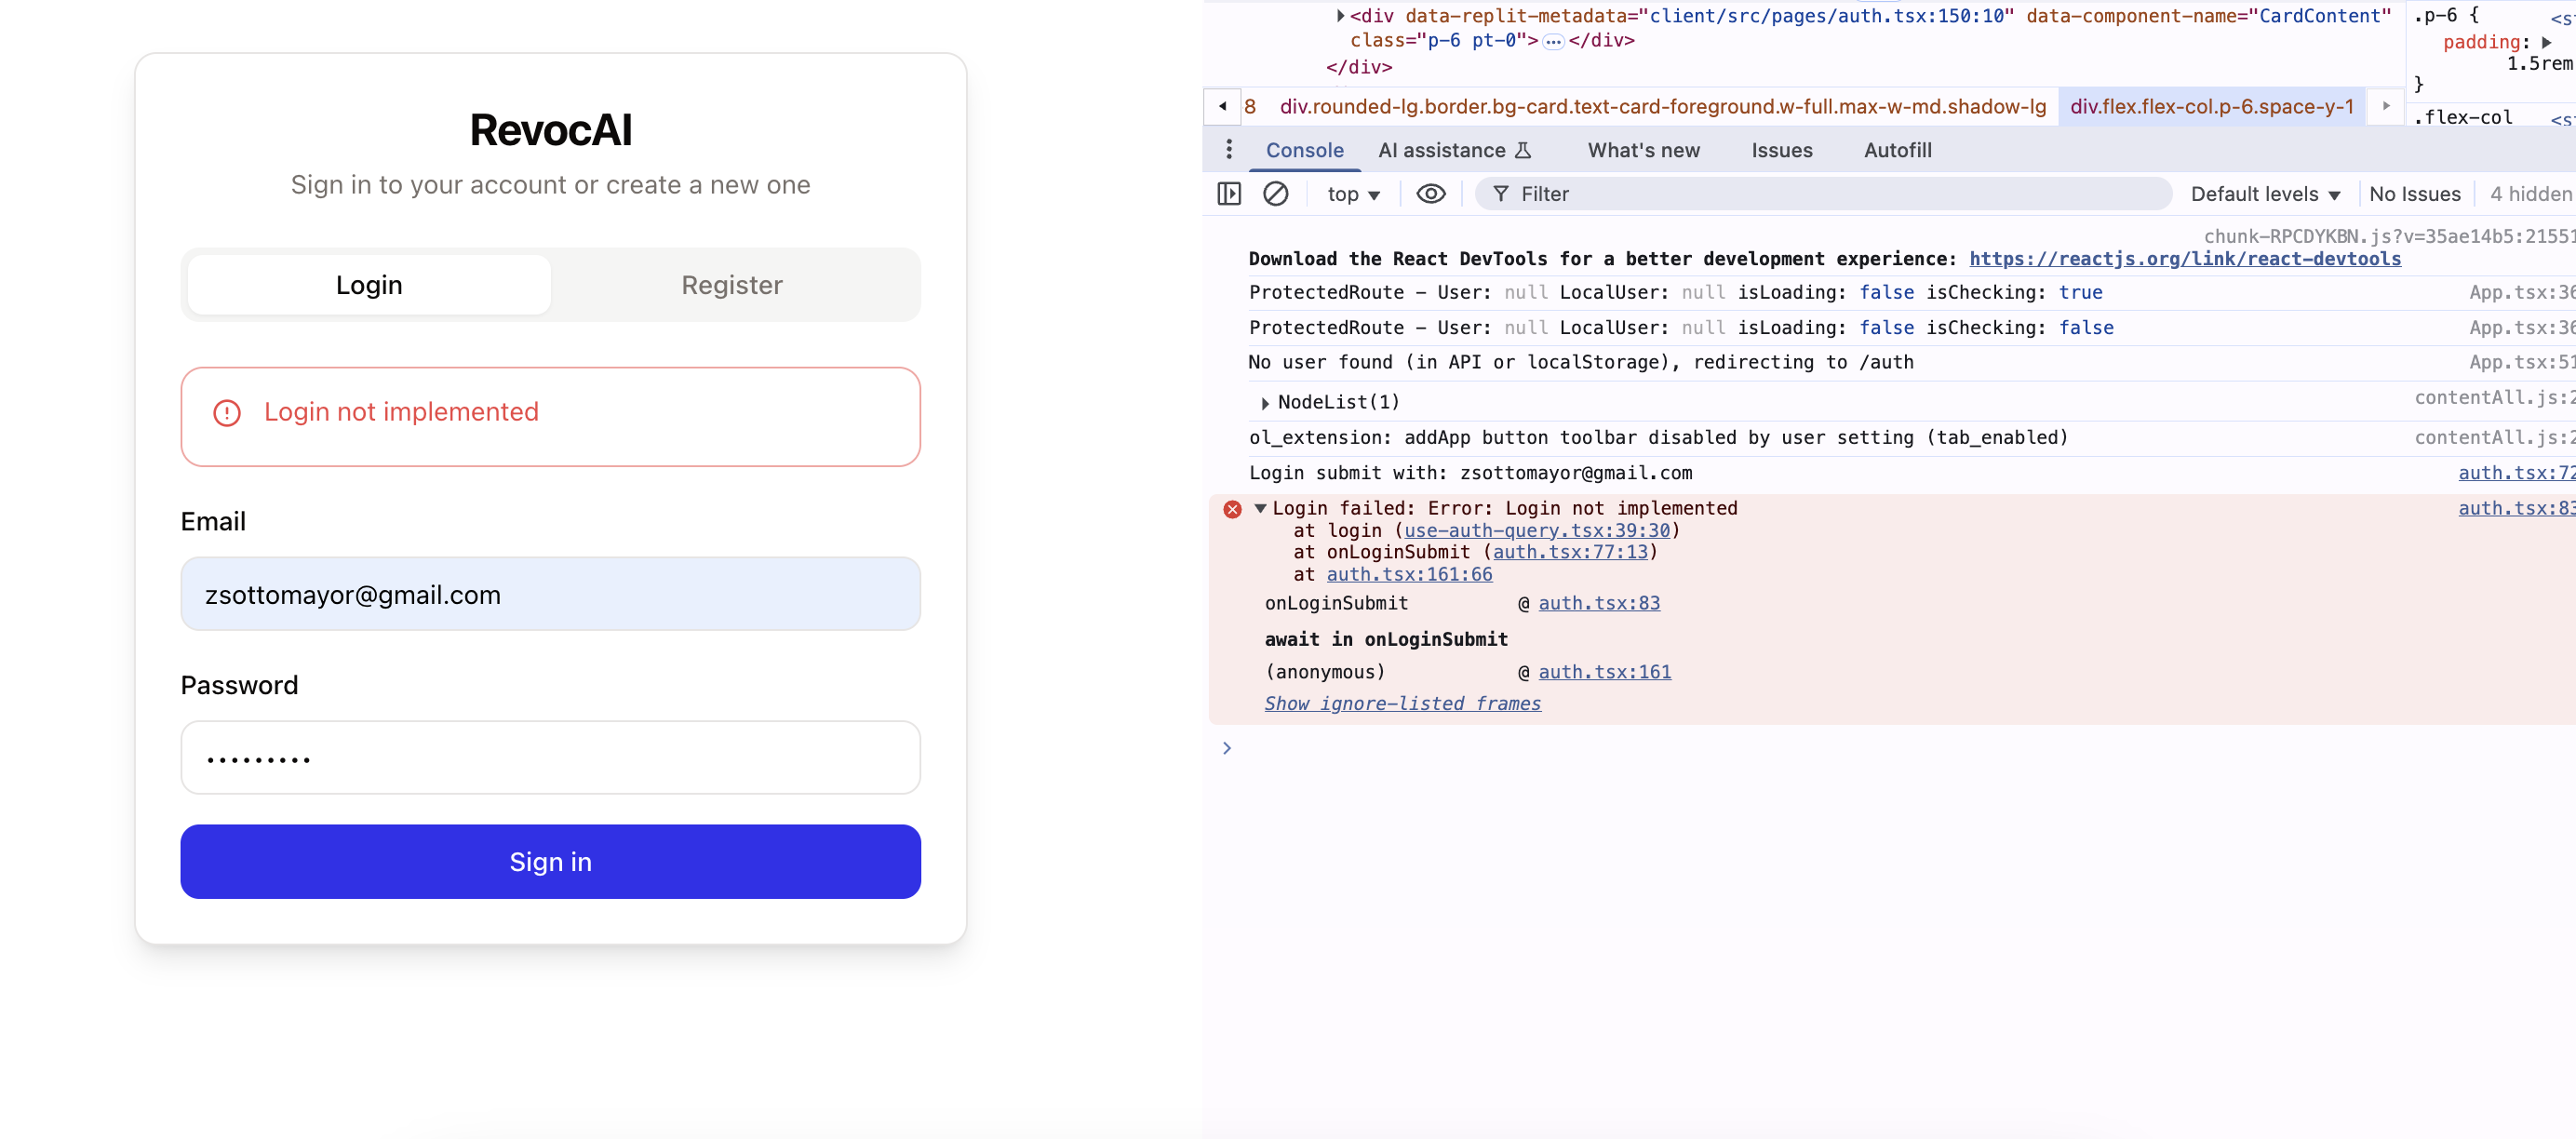 RevocAI
Sign in to your account or create a new one
Login
Register
Login not implemented
Email
zsottomayor@gmail.com
Password
•••••••••
Sign in
<div data-replit-metadata="client/src/pages/auth.tsx:150:10" data-component-name="CardContent"
class="p-6 pt-0">…</div>
</div>
.p-6 {
padding:
1.5rem
}
.flex-col
8 div.rounded-lg.border.bg-card.text-card-foreground.w-full.max-w-md.shadow-lg div.flex.flex-col.p-6.space-y-1
Console AI assistance What's new Issues Autofill
top Filter Default levels No Issues 4 hidden
chunk-RPCDYKBN.js?v=35ae14b5:21551
Download the React DevTools for a better development experience: https://reactjs.org/link/react-devtools
ProtectedRoute – User: null LocalUser: null isLoading: false isChecking: true App.tsx:36
ProtectedRoute – User: null LocalUser: null isLoading: false isChecking: false App.tsx:36
No user found (in API or localStorage), redirecting to /auth App.tsx:51
NodeList(1) contentAll.js:2
ol_extension: addApp button toolbar disabled by user setting (tab_enabled) contentAll.js:2
Login submit with: zsottomayor@gmail.com auth.tsx:72
Login failed: Error: Login not implemented auth.tsx:83
at login (use-auth-query.tsx:39:30)
at onLoginSubmit (auth.tsx:77:13)
at auth.tsx:161:66
onLoginSubmit @ auth.tsx:83
await in onLoginSubmit
(anonymous) @ auth.tsx:161
Show ignore-listed frames